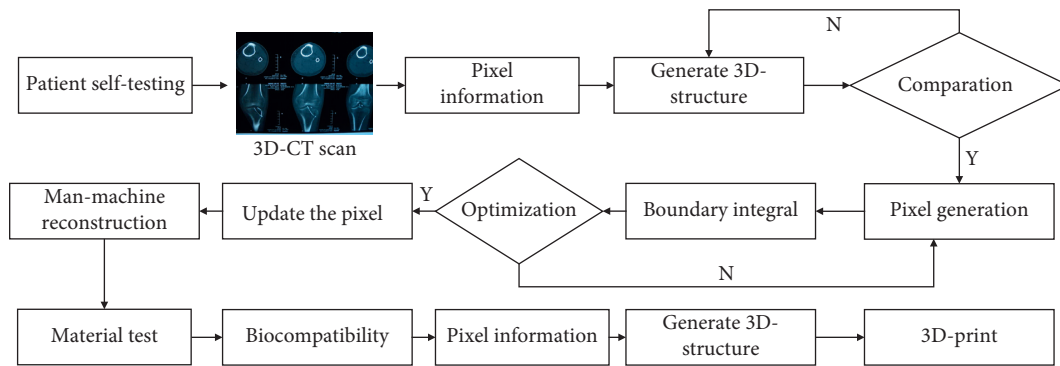 N
Patient self-testing
3D-CT scan
Pixel
information
Generate 3D-
structure
Comparation
Y
Man-machine
reconstruction
Update the pixel
Y
Optimization
Boundary integral
Pixel generation
N
Material test
Biocompatibility
Pixel information
Generate 3D-
structure
3D-print